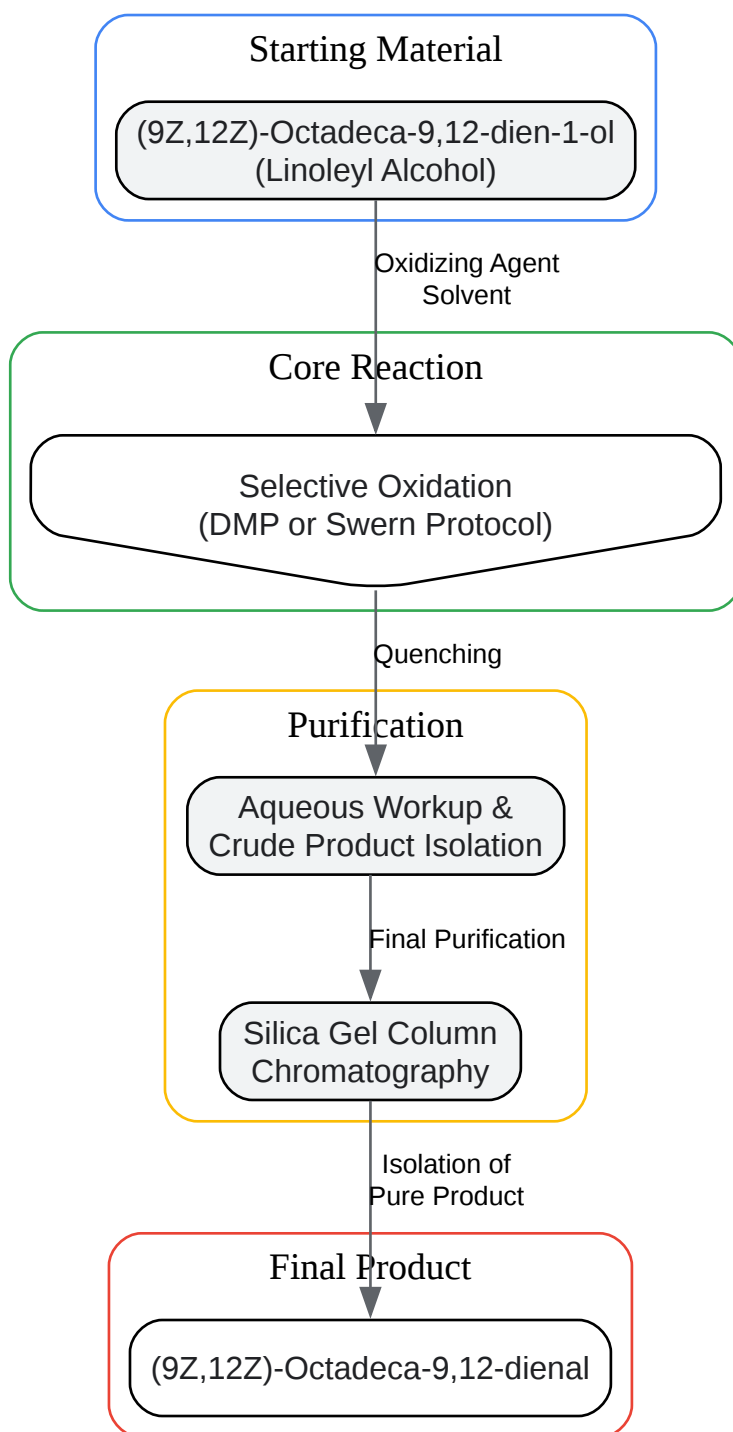 Starting Material
(9Z,12Z)-Octadeca-9,12-dien-1-ol
(Linoleyl Alcohol)
Oxidizing Agent
Solvent
Core Reaction
Selective Oxidation
(DMP or Swern Protocol)
Quenching
Purification
Aqueous Workup &
Crude Product Isolation
Final Purification
Silica Gel Column
Chromatography
Isolation of
Pure Product
Final Product
(9Z,12Z)-Octadeca-9,12-dienal